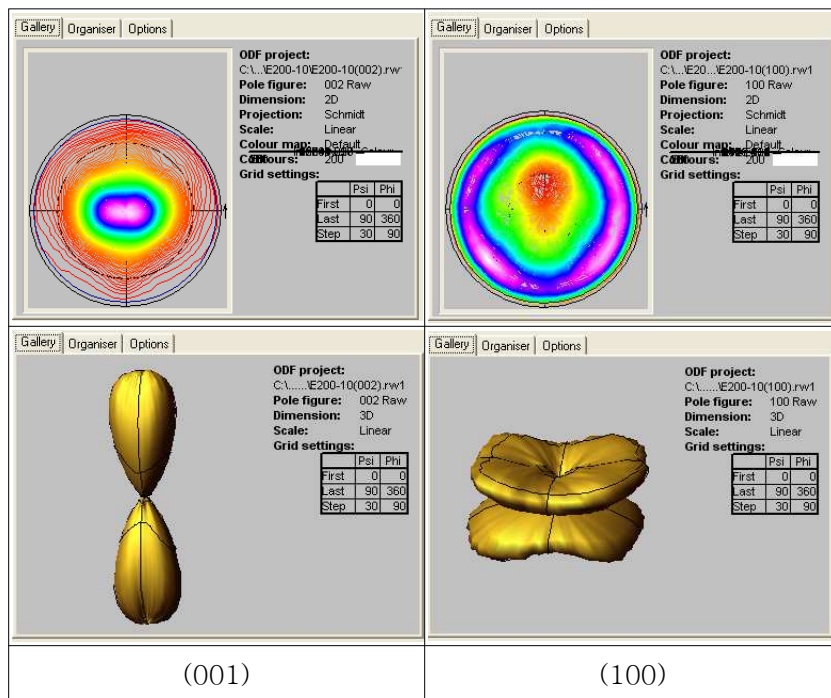 Gallery Organiser Options
ODF project:
C:\...\E200-10\E200-10(002).rw
Pole figure: 002 Raw
Dimension: 2D
Projection: Schmidt
Scale: Linear
Colour map: Default
Contours: 200
Grid settings:
Psi Phi
First 0 0
Last 90 360
Step 30 90
Gallery Organiser Options
ODF project:
C:\...E20...E200-10(100).rw1
Pole figure: 100 Raw
Dimension: 2D
Projection: Schmidt
Scale: Linear
Colour map: Default
Contours: 200
Grid settings:
Psi Phi
First 0 0
Last 90 360
Step 30 90
Gallery Organiser Options
ODF project:
C:\......\E200-10(002).rw1
Pole figure: 002 Raw
Dimension: 3D
Scale: Linear
Grid settings:
Psi Phi
First 0 0
Last 90 360
Step 30 90
Gallery Organiser Options
ODF project:
C:\......\E200-10(100).rw1
Pole figure: 100 Raw
Dimension: 3D
Scale: Linear
Grid settings:
Psi Phi
First 0 0
Last 90 360
Step 30 90
(001) (100)